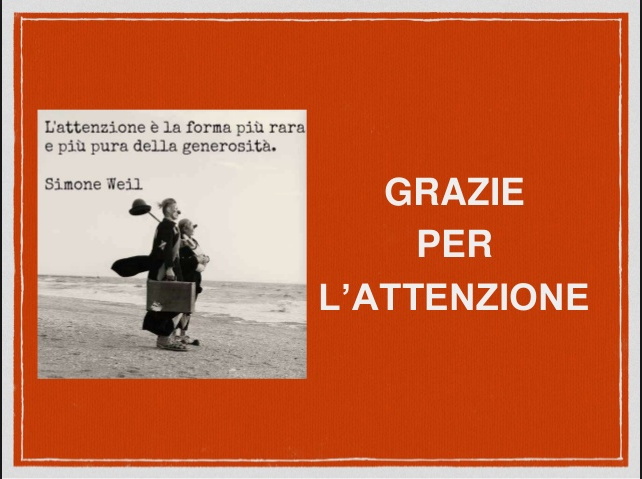 L'attenzione è la forma più rara
e più pura della generosità.
Simone Weil
GRAZIE
PER
L’ATTENZIONE